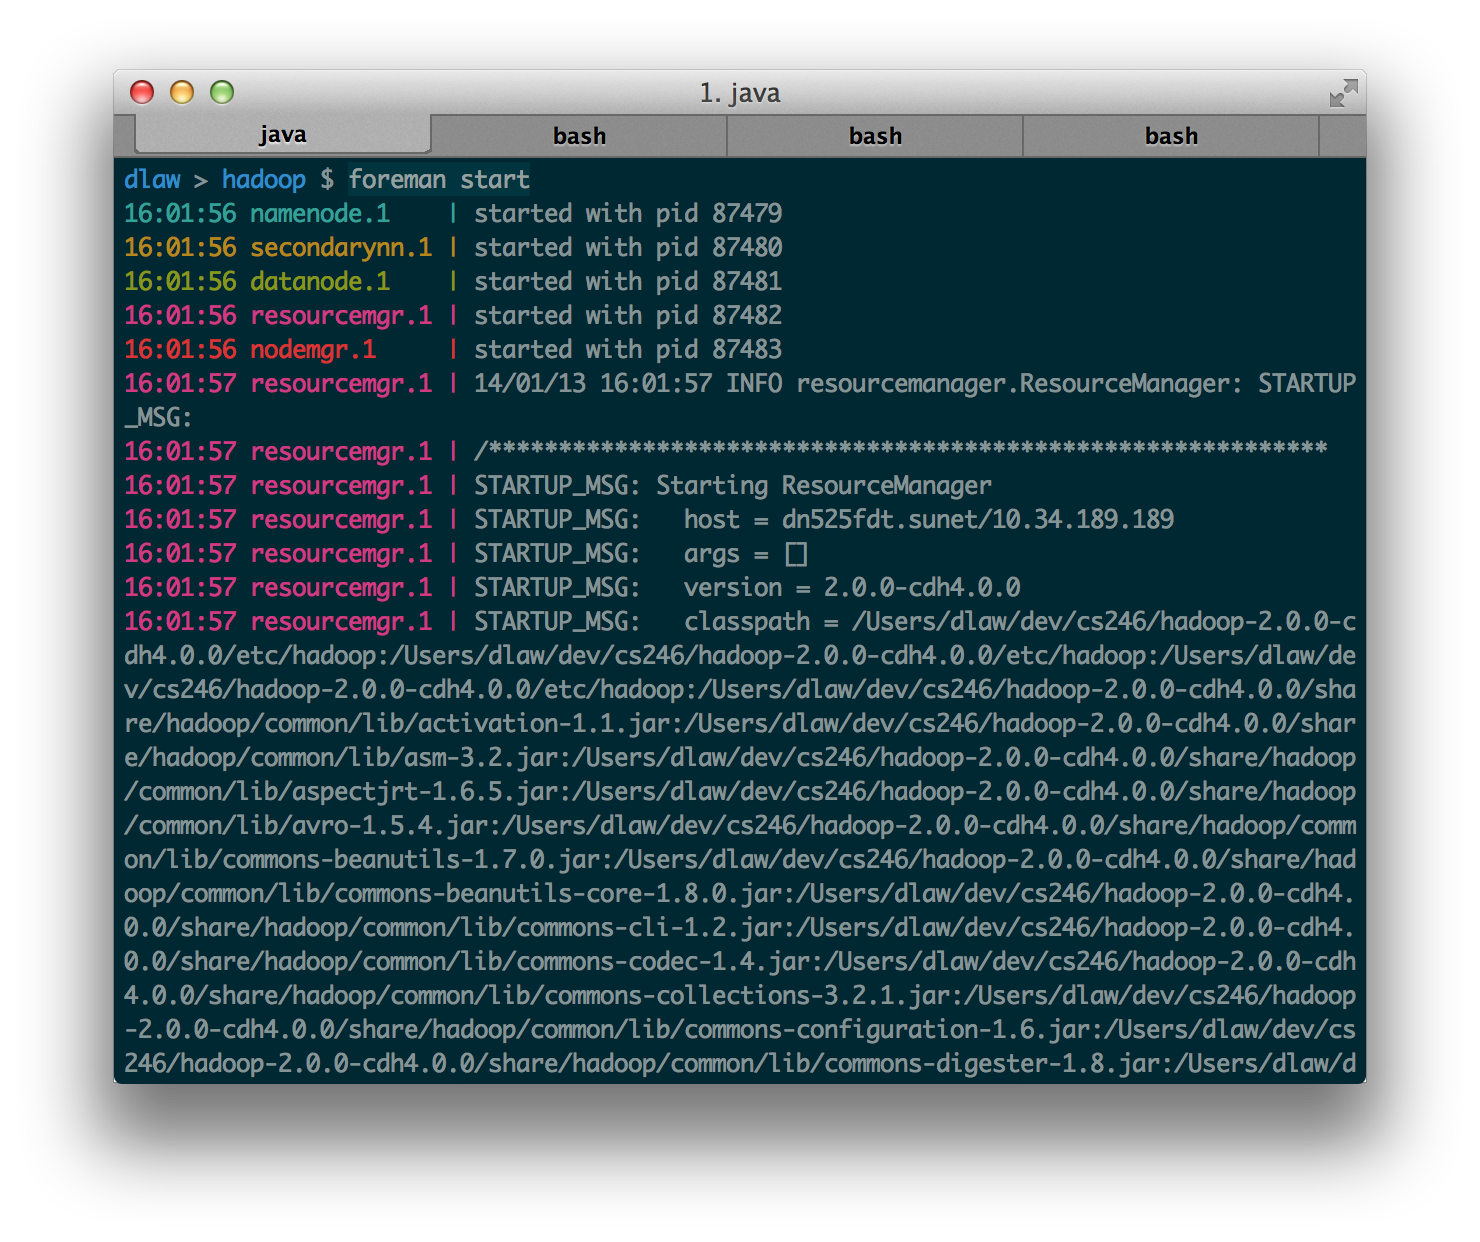 1. java
java bash bash bash
dlaw > hadoop $ foreman start
16:01:56 namenode.1    | started with pid 87479
16:01:56 secondarynn.1 | started with pid 87480
16:01:56 datanode.1    | started with pid 87481
16:01:56 resourcemgr.1 | started with pid 87482
16:01:56 nodemgr.1     | started with pid 87483
16:01:57 resourcemgr.1 | 14/01/13 16:01:57 INFO resourcemanager.ResourceManager: STARTUP
_MSG:
16:01:57 resourcemgr.1 | /************************************************************
16:01:57 resourcemgr.1 | STARTUP_MSG: Starting ResourceManager
16:01:57 resourcemgr.1 | STARTUP_MSG:   host = dn525fdt.sunet/10.34.189.189
16:01:57 resourcemgr.1 | STARTUP_MSG:   args = []
16:01:57 resourcemgr.1 | STARTUP_MSG:   version = 2.0.0-cdh4.0.0
16:01:57 resourcemgr.1 | STARTUP_MSG:   classpath = /Users/dlaw/dev/cs246/hadoop-2.0.0-c
dh4.0.0/etc/hadoop:/Users/dlaw/dev/cs246/hadoop-2.0.0-cdh4.0.0/etc/hadoop:/Users/dlaw/de
v/cs246/hadoop-2.0.0-cdh4.0.0/etc/hadoop:/Users/dlaw/dev/cs246/hadoop-2.0.0-cdh4.0.0/sha
re/hadoop/common/lib/activation-1.1.jar:/Users/dlaw/dev/cs246/hadoop-2.0.0-cdh4.0.0/shar
e/hadoop/common/lib/asm-3.2.jar:/Users/dlaw/dev/cs246/hadoop-2.0.0-cdh4.0.0/share/hadoop
/common/lib/aspectjrt-1.6.5.jar:/Users/dlaw/dev/cs246/hadoop-2.0.0-cdh4.0.0/share/hadoop
/common/lib/avro-1.5.4.jar:/Users/dlaw/dev/cs246/hadoop-2.0.0-cdh4.0.0/share/hadoop/comm
on/lib/commons-beanutils-1.7.0.jar:/Users/dlaw/dev/cs246/hadoop-2.0.0-cdh4.0.0/share/had
oop/common/lib/commons-beanutils-core-1.8.0.jar:/Users/dlaw/dev/cs246/hadoop-2.0.0-cdh4.
0.0/share/hadoop/common/lib/commons-cli-1.2.jar:/Users/dlaw/dev/cs246/hadoop-2.0.0-cdh4.
0.0/share/hadoop/common/lib/commons-codec-1.4.jar:/Users/dlaw/dev/cs246/hadoop-2.0.0-cdh
4.0.0/share/hadoop/common/lib/commons-collections-3.2.1.jar:/Users/dlaw/dev/cs246/hadoop
-2.0.0-cdh4.0.0/share/hadoop/common/lib/commons-configuration-1.6.jar:/Users/dlaw/dev/cs
246/hadoop-2.0.0-cdh4.0.0/share/hadoop/common/lib/commons-digester-1.8.jar:/Users/dlaw/d